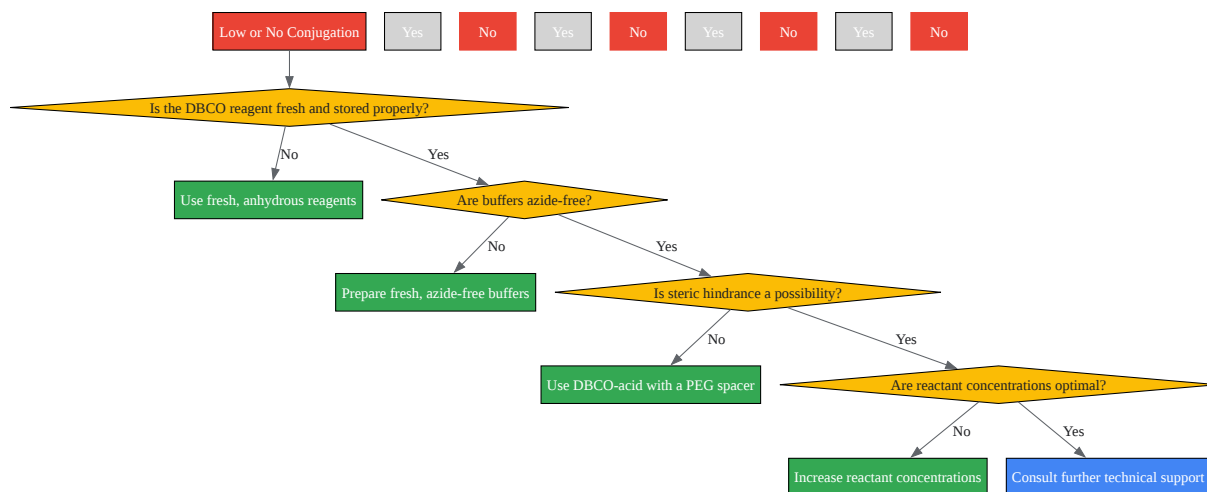 Low or No Conjugation
Yes
No
Yes
No
Yes
No
Yes
No
Is the DBCO reagent fresh and stored properly?
No
Yes
Use fresh, anhydrous reagents
Are buffers azide-free?
No
Yes
Prepare fresh, azide-free buffers
Is steric hindrance a possibility?
No
Yes
Use DBCO-acid with a PEG spacer
Are reactant concentrations optimal?
No
Yes
Increase reactant concentrations
Consult further technical support